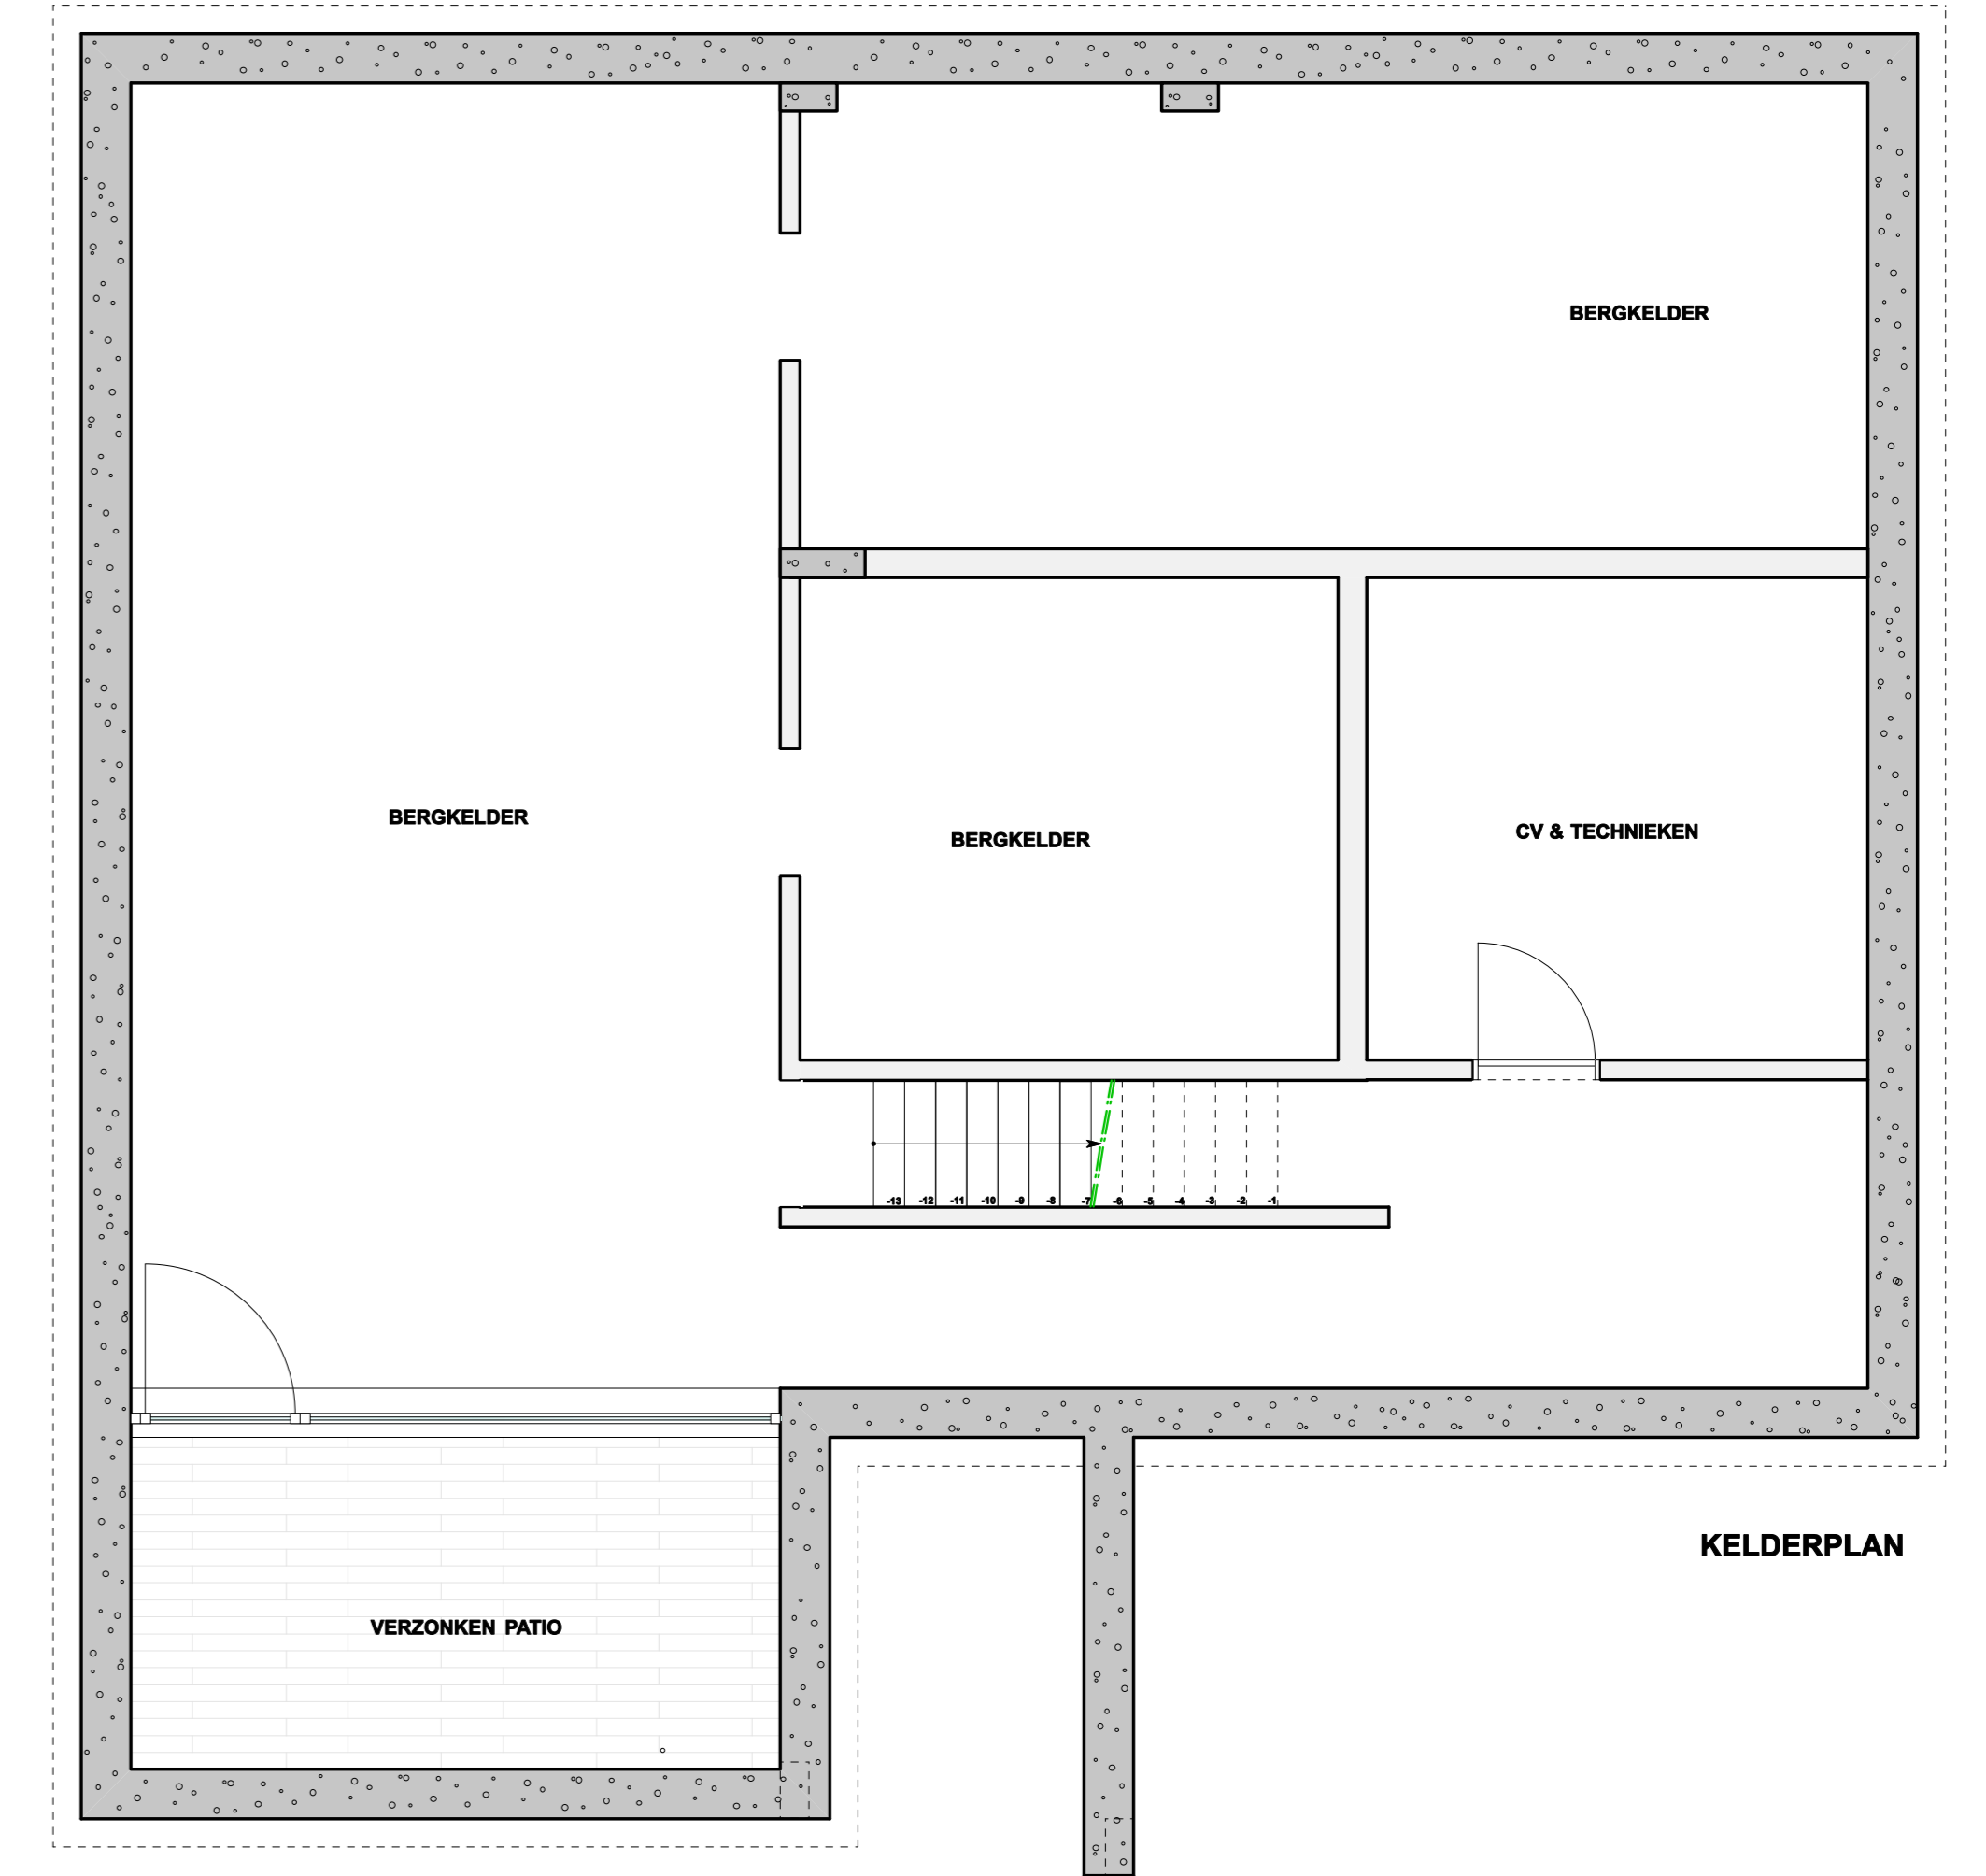 BERGKELDER
BERGKELDER
BERGKELDER
CV & TECHNIEKEN
-13 -12 -11 -10 -9 -8 -7 -6 -5 -4 -3 -2 -1
KELDERPLAN
VERZONKEN PATIO